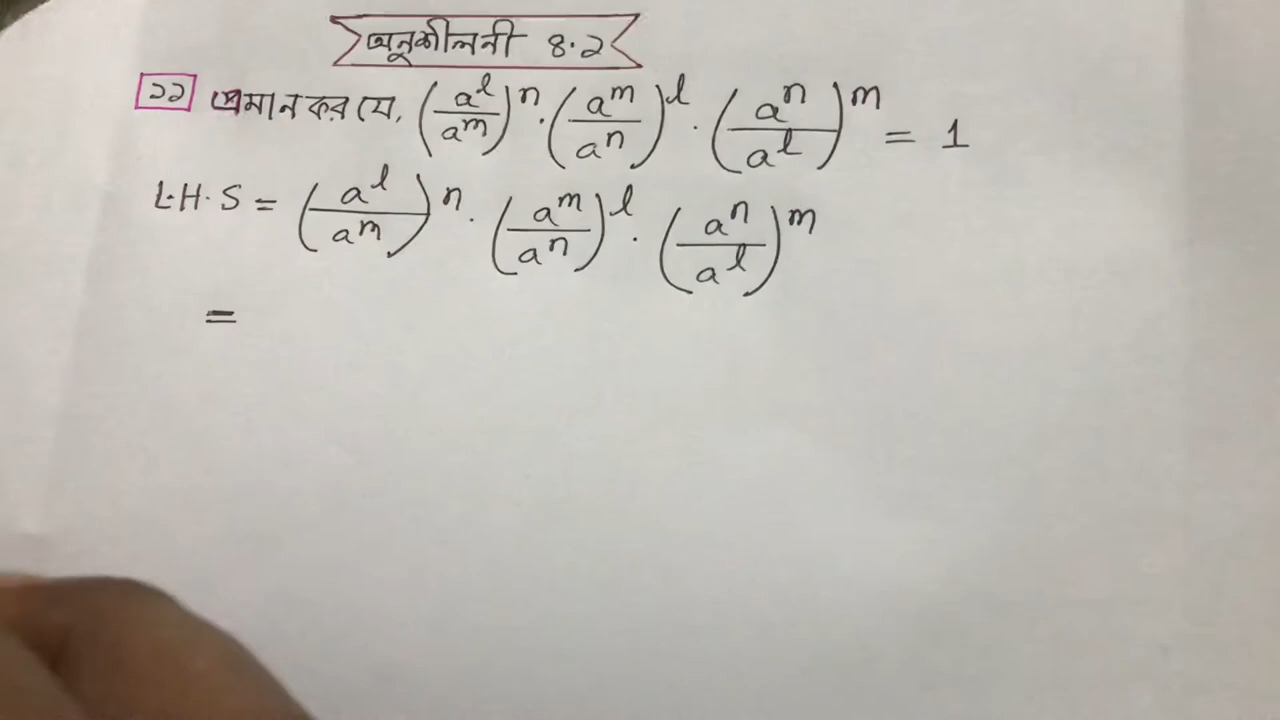 অনুশীলনী ৪.২
১১ প্রমান কর যে, (a^l/a^m)^n . (a^m/a^n)^l . (a^n/a^l)^m = 1
L.H.S = (a^l/a^m)^n . (a^m/a^n)^l . (a^n/a^l)^m
=